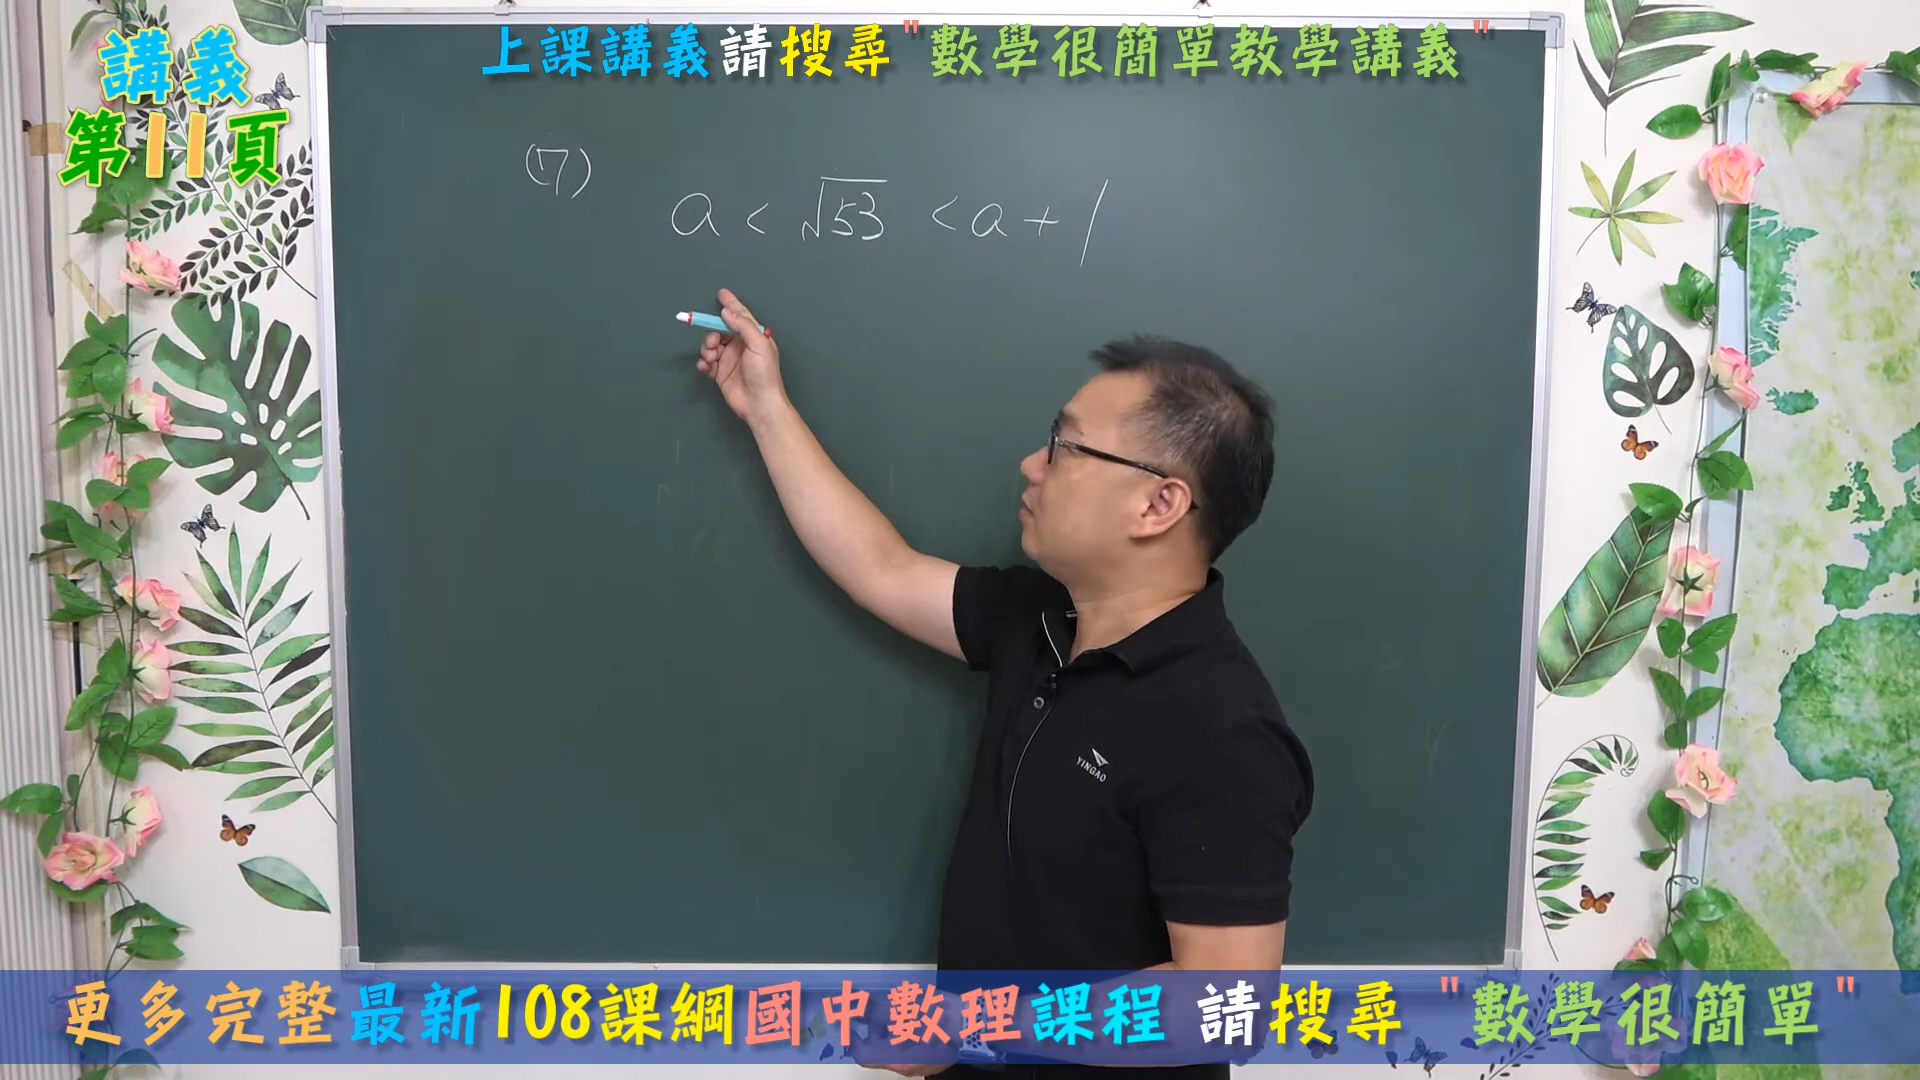 上課講義請搜尋"數學很簡單教學講義"
講義
第11頁
(7)
a < √53 < a + 1
YINGAO
更多完整最新108課綱國中數理課程 請搜尋 "數學很簡單"